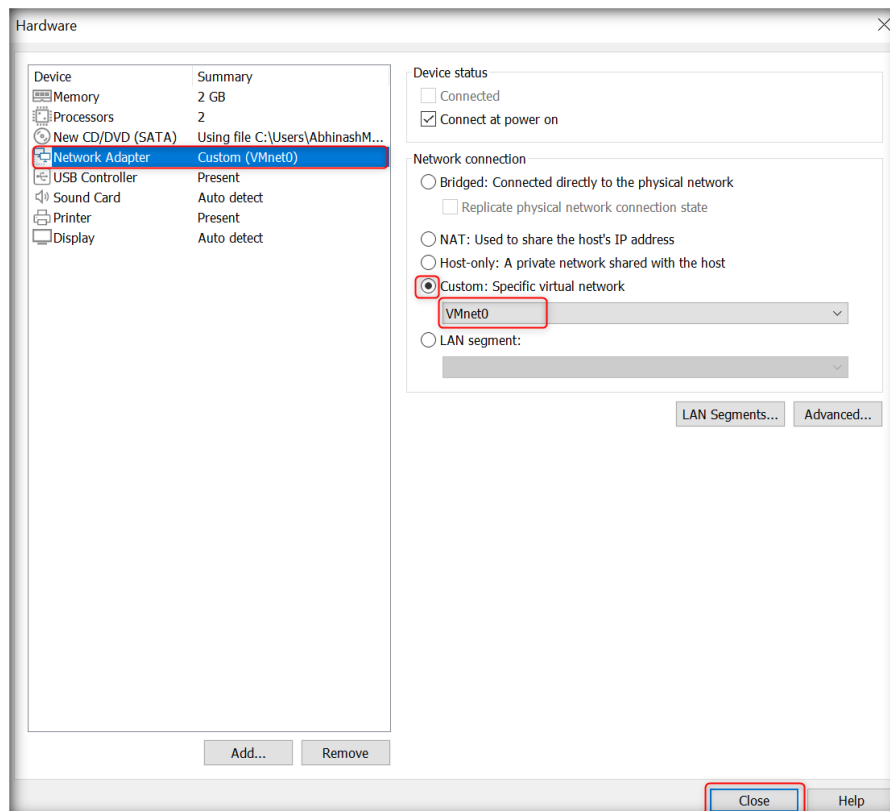 Hardware
Device Summary
Memory 2 GB
Processors 2
New CD/DVD (SATA) Using file C:\Users\AbhinashM...
Network Adapter Custom (VMnet0)
USB Controller Present
Sound Card Auto detect
Printer Present
Display Auto detect
Add... Remove
Device status
Connected
Connect at power on
Network connection
Bridged: Connected directly to the physical network
Replicate physical network connection state
NAT: Used to share the host's IP address
Host-only: A private network shared with the host
Custom: Specific virtual network
VMnet0
LAN segment:
LAN Segments... Advanced...
Close Help